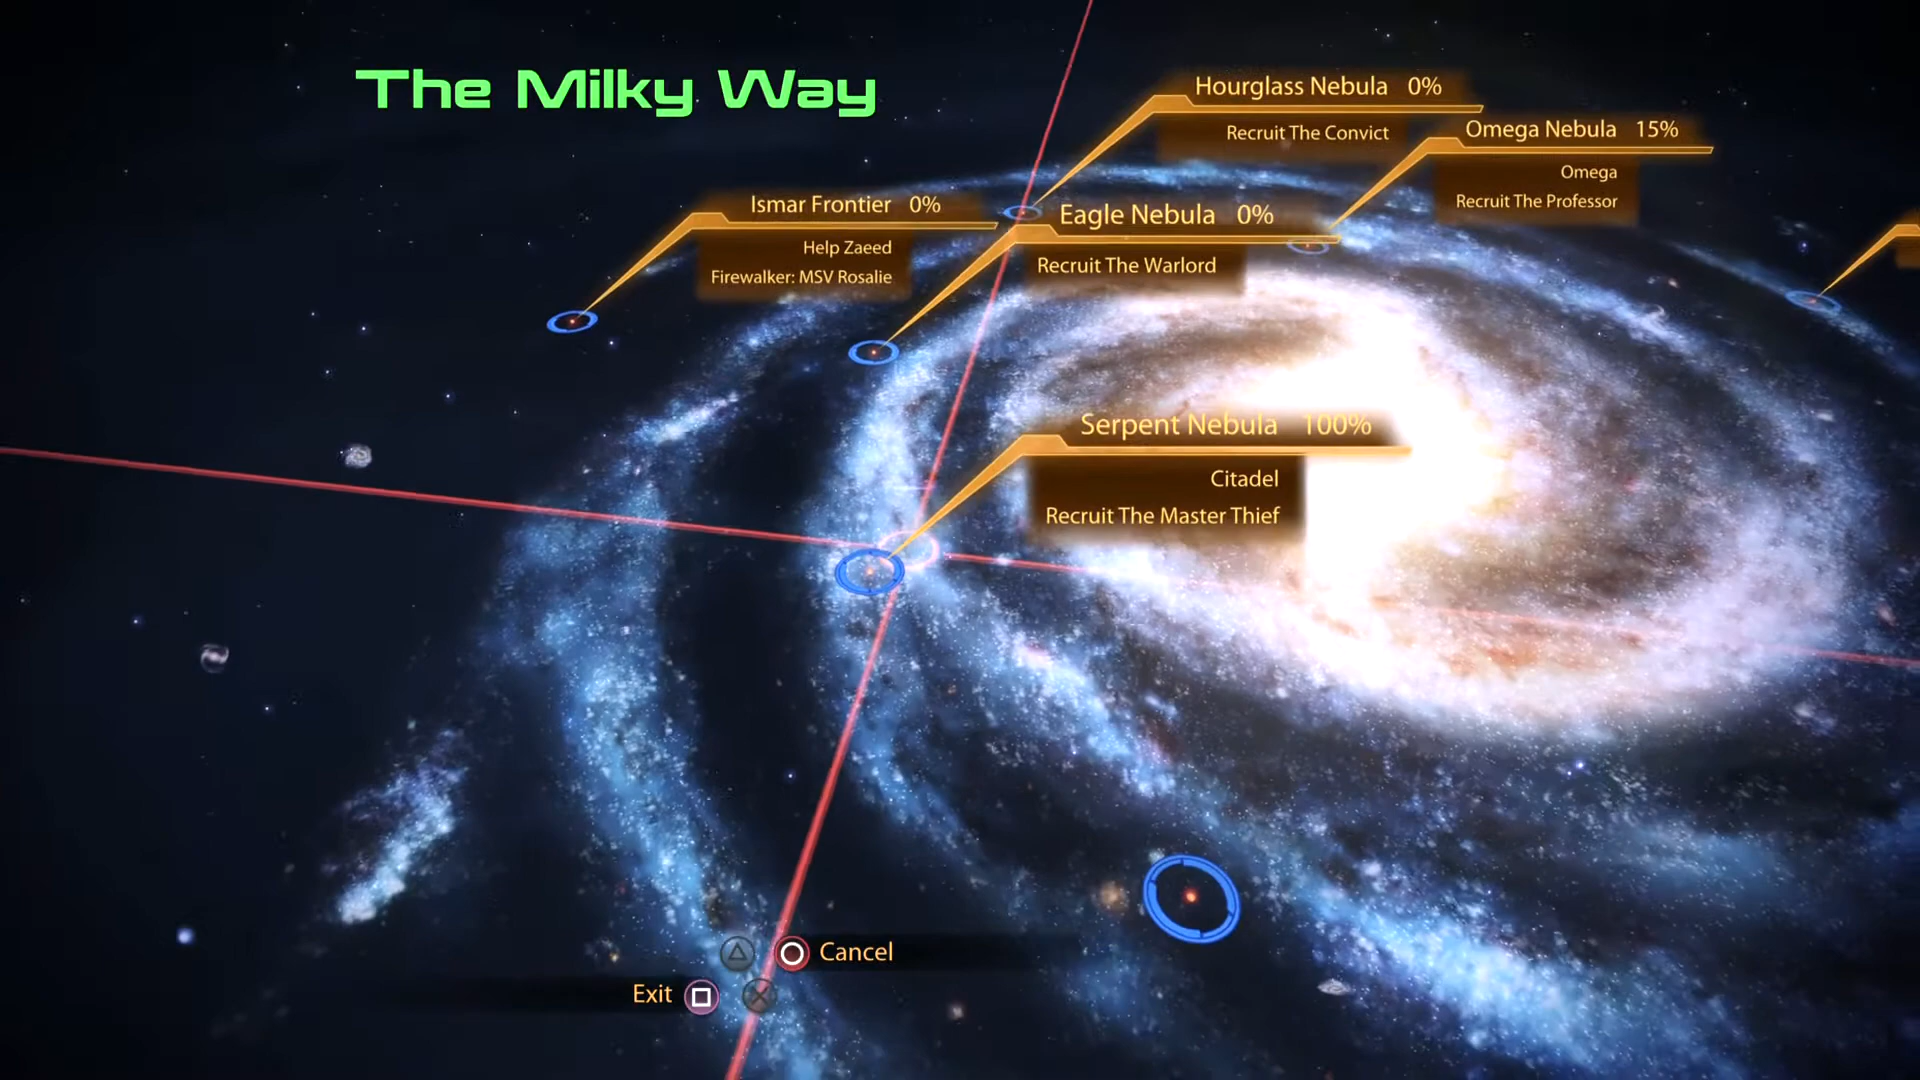 The Milky Way
Hourglass Nebula 0%
Recruit The Convict
Omega Nebula 15%
Omega
Recruit The Professor
Ismar Frontier 0%
Help Zaeed
Firewalker: MSV Rosalie
Eagle Nebula 0%
Recruit The Warlord
Serpent Nebula 100%
Citadel
Recruit The Master Thief
Cancel
Exit